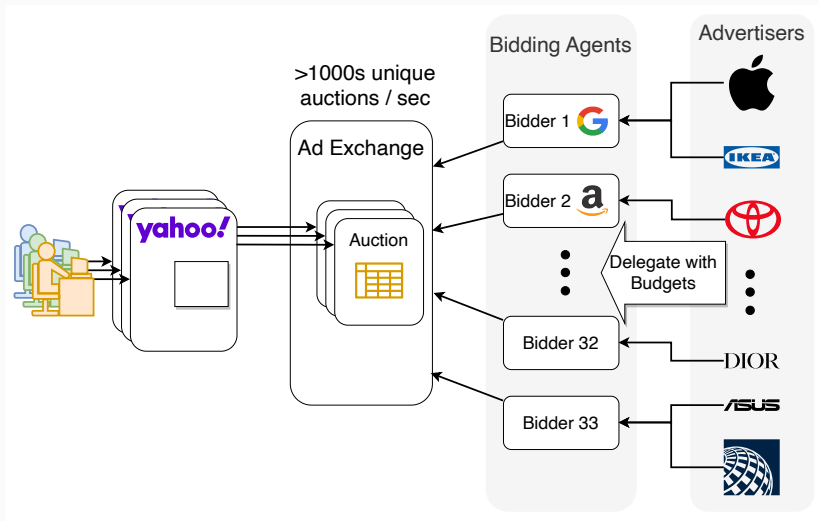 Bidding Agents
Advertisers
>1000s unique
auctions / sec
Bidder 1
Ad Exchange
IKEA
Bidder 2
a
yahoo!
Auction
Delegate with
Budgets
Bidder 32
DIOR
ASUS
Bidder 33